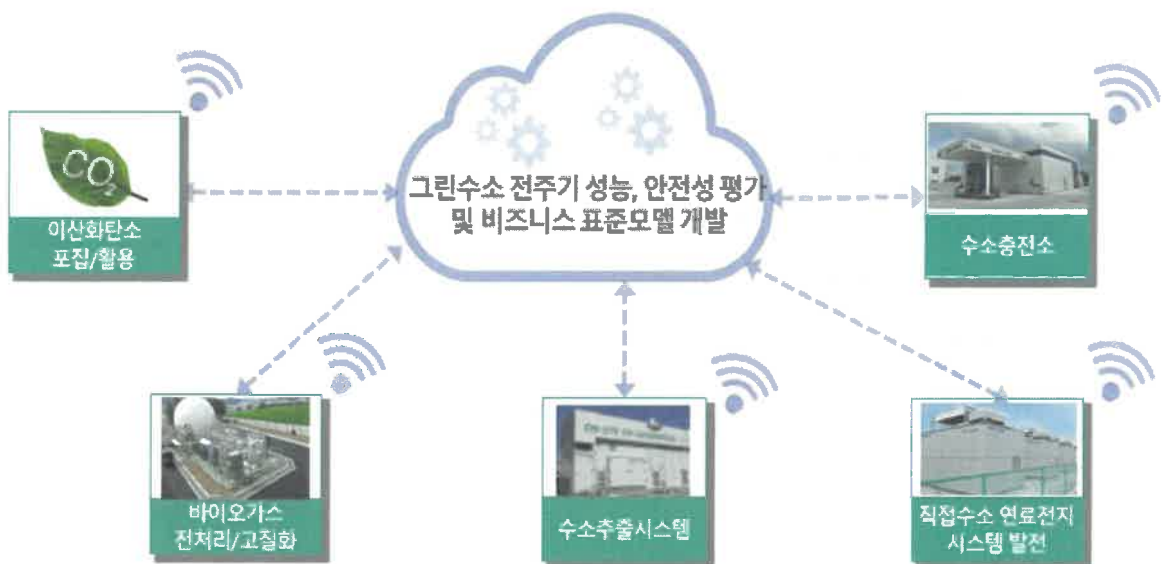 CO2
그린수소 전주기 성능, 안전성 평가
및 비즈니스 표준모델 개발
이산화탄소
포집/활용
수소충전소
바이오가스
전처리/고질화
수소추출시스템
직접수소 연료전지
시스템 발전